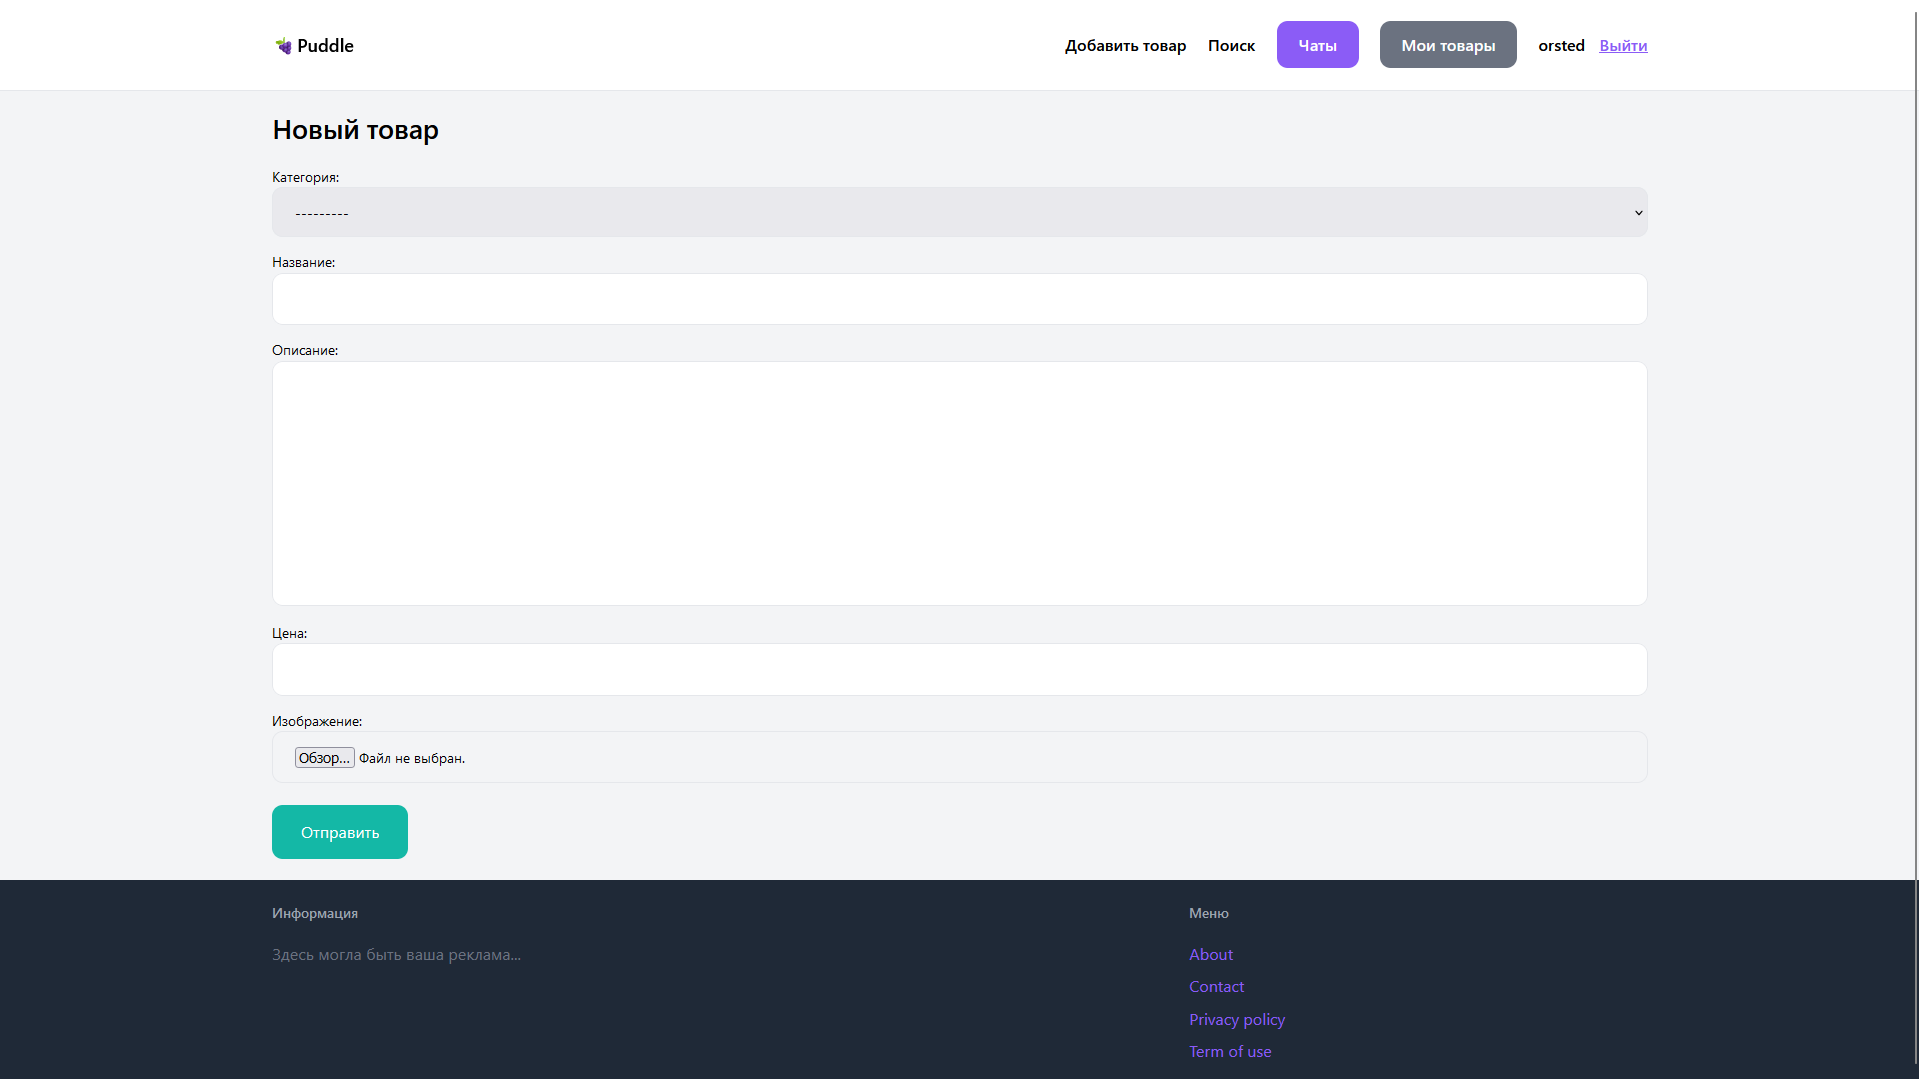 Puddle
Добавить товар Поиск Чаты Мои товары orsted Выйти
Новый товар
Категория:
---------
Название:
Описание:
Цена:
Изображение:
Обзор... Файл не выбран.
Отправить
Информация
Здесь могла быть ваша реклама...
Меню
About
Contact
Privacy policy
Term of use